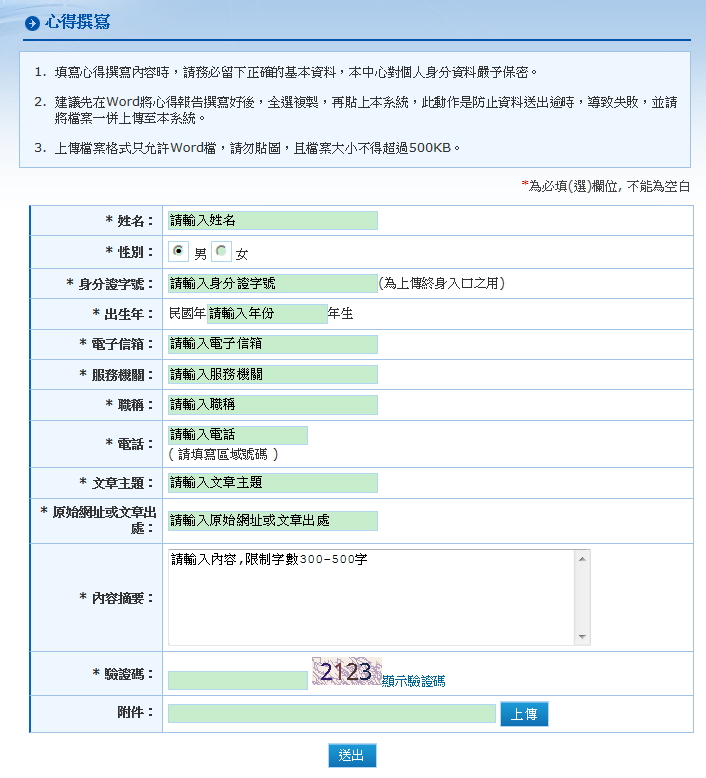 心得撰寫
1. 填寫心得撰寫內容時，請務必留下正確的基本資料，本中心對個人身分資料嚴予保密。
2. 建議先在Word將心得報告撰寫好後，全選複製，再貼上本系統，此動作是防止資料送出逾時，導致失敗，並請
將檔案一併上傳至本系統。
3. 上傳檔案格式只允許Word檔，請勿貼圖，且檔案大小不得超過500KB。
*為必填(選)欄位, 不能為空白
* 姓名： 請輸入姓名
* 性別： 男 女
* 身分證字號： 請輸入身分證字號(為上傳終身入口之用)
* 出生年： 民國年請輸入年份年生
* 電子信箱： 請輸入電子信箱
* 服務機關： 請輸入服務機關
* 職稱： 請輸入職稱
* 電話： 請輸入電話
( 請填寫區域號碼 )
* 文章主題： 請輸入文章主題
* 原始網址或文章出
處： 請輸入原始網址或文章出處
* 內容摘要： 請輸入內容,限制字數300-500字
* 驗證碼： 2123 顯示驗證碼
附件： 上傳
送出